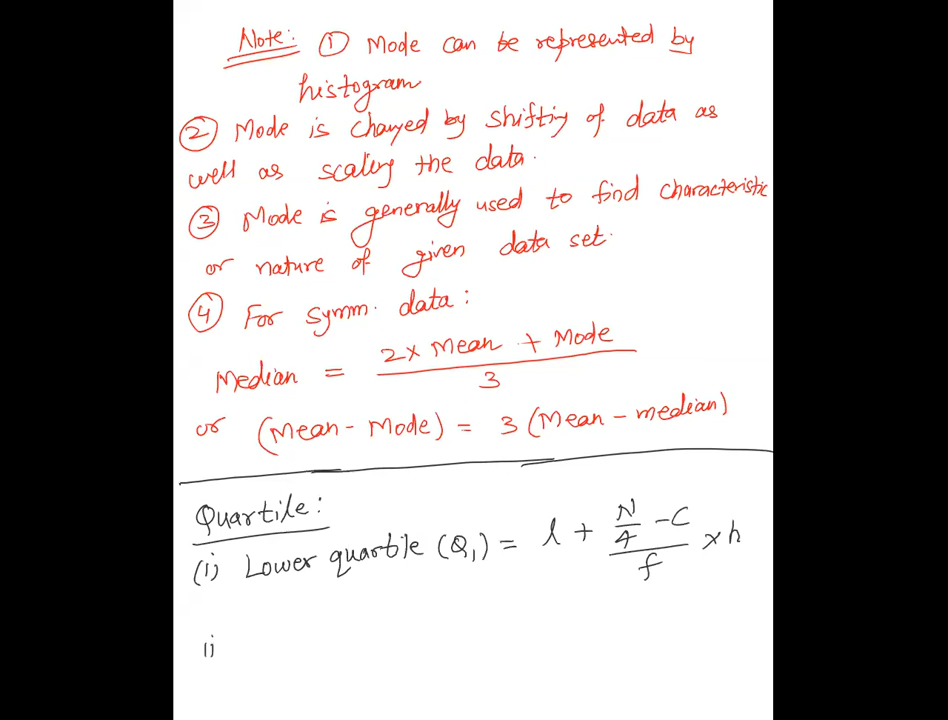 Note: ① Mode can be represented by
histogram
② Mode is changed by shifting of data as
well as scaling the data.
③ Mode is generally used to find characteristic
or nature of given data set.
④ For symm. data:
Median = (2 × Mean + Mode) / 3
or (Mean - Mode) = 3 (Mean - median)
Quartile:
(i) Lower quartile (Q₁) = l + (N/4 - C)/f × h
ii